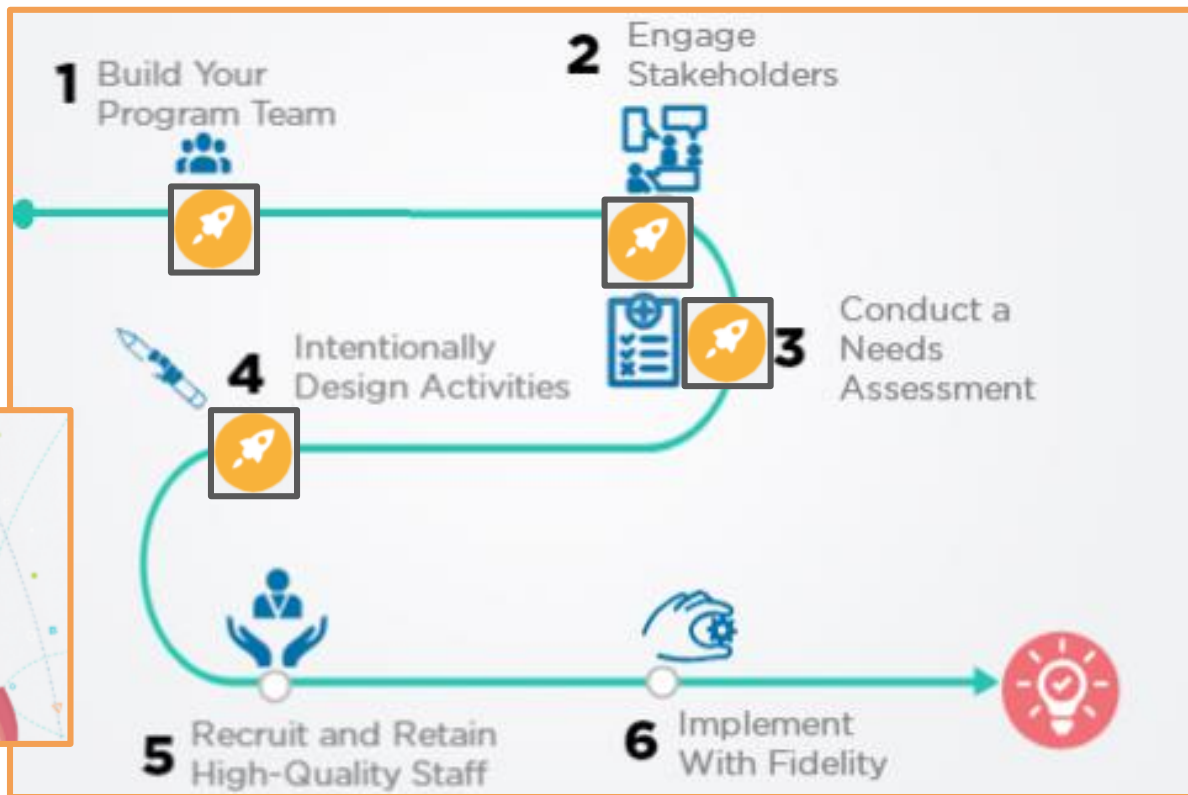 1 Build Your
Program Team
2 Engage
Stakeholders
3 Conduct a
Needs
Assessment
4 Intentionally
Design Activities
5 Recruit and Retain
High-Quality Staff
6 Implement
With Fidelity